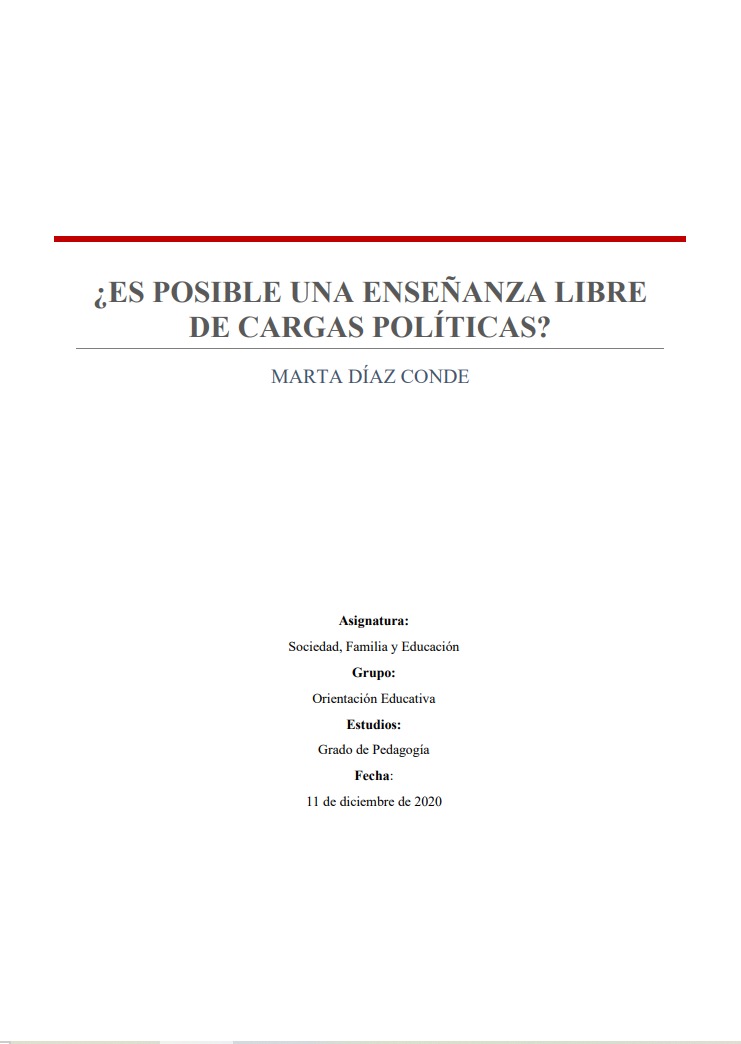 ¿ES POSIBLE UNA ENSEÑANZA LIBRE
DE CARGAS POLÍTICAS?
MARTA DÍAZ CONDE
Asignatura:
Sociedad, Familia y Educación
Grupo:
Orientación Educativa
Estudios:
Grado de Pedagogía
Fecha:
11 de diciembre de 2020